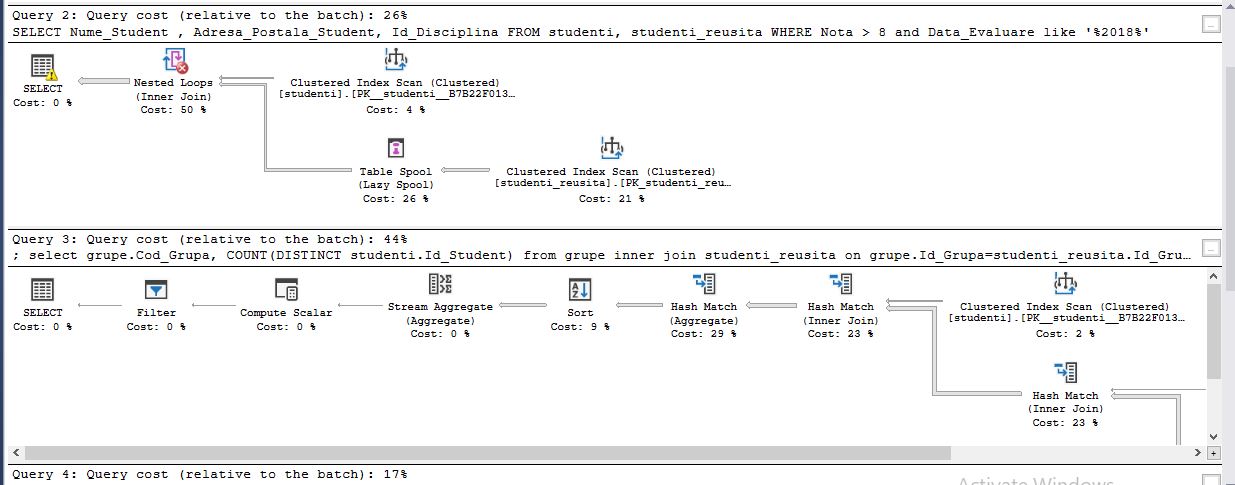 Query 2: Query cost (relative to the batch): 26%
SELECT Nume_Student , Adresa_Postala_Student, Id_Disciplina FROM studenti, studenti_reusita WHERE Nota > 8 and Data_Evaluare like '%2018%'
SELECT
Cost: 0 %
Nested Loops
(Inner Join)
Cost: 50 %
Clustered Index Scan (Clustered)
[studenti].[PK__studenti__B7B22F013…
Cost: 4 %
Table Spool
(Lazy Spool)
Cost: 26 %
Clustered Index Scan (Clustered)
[studenti_reusita].[PK_studenti_reu…
Cost: 21 %
Query 3: Query cost (relative to the batch): 44%
; select grupe.Cod_Grupa, COUNT(DISTINCT studenti.Id_Student) from grupe inner join studenti_reusita on grupe.Id_Grupa=studenti_reusita.Id_Gru…
SELECT
Cost: 0 %
Filter
Cost: 0 %
Compute Scalar
Cost: 0 %
Stream Aggregate
(Aggregate)
Cost: 0 %
Sort
Cost: 9 %
Hash Match
(Aggregate)
Cost: 29 %
Hash Match
(Inner Join)
Cost: 23 %
Clustered Index Scan (Clustered)
[studenti].[PK__studenti__B7B22F013…
Cost: 2 %
Hash Match
(Inner Join)
Cost: 23 %
Query 4: Query cost (relative to the batch): 17%
Activate Windows